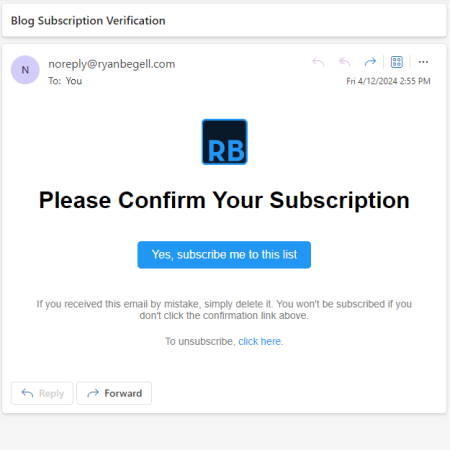 Blog Subscription Verification
N
noreply@ryanbegell.com
To: You
Fri 4/12/2024 2:55 PM
RB
Please Confirm Your Subscription
Yes, subscribe me to this list
If you received this email by mistake, simply delete it. You won't be subscribed if you
don't click the confirmation link above.
To unsubscribe, click here.
Reply
Forward